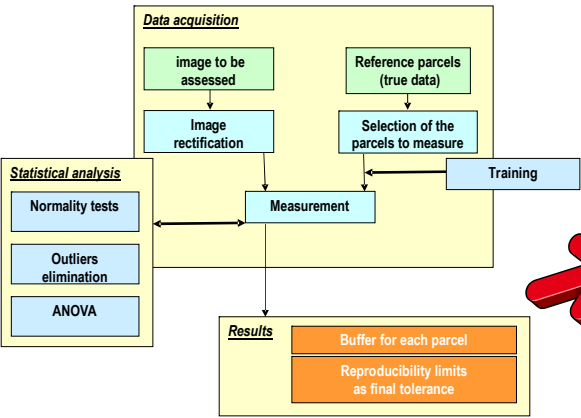 Data acquisition
image to be
assessed
Reference parcels
(true data)
Image
rectification
Selection of the
parcels to measure
Statistical analysis
Training
Normality tests
Measurement
Outliers
elimination
ANOVA
Results
Buffer for each parcel
Reproducibility limits
as final tolerance